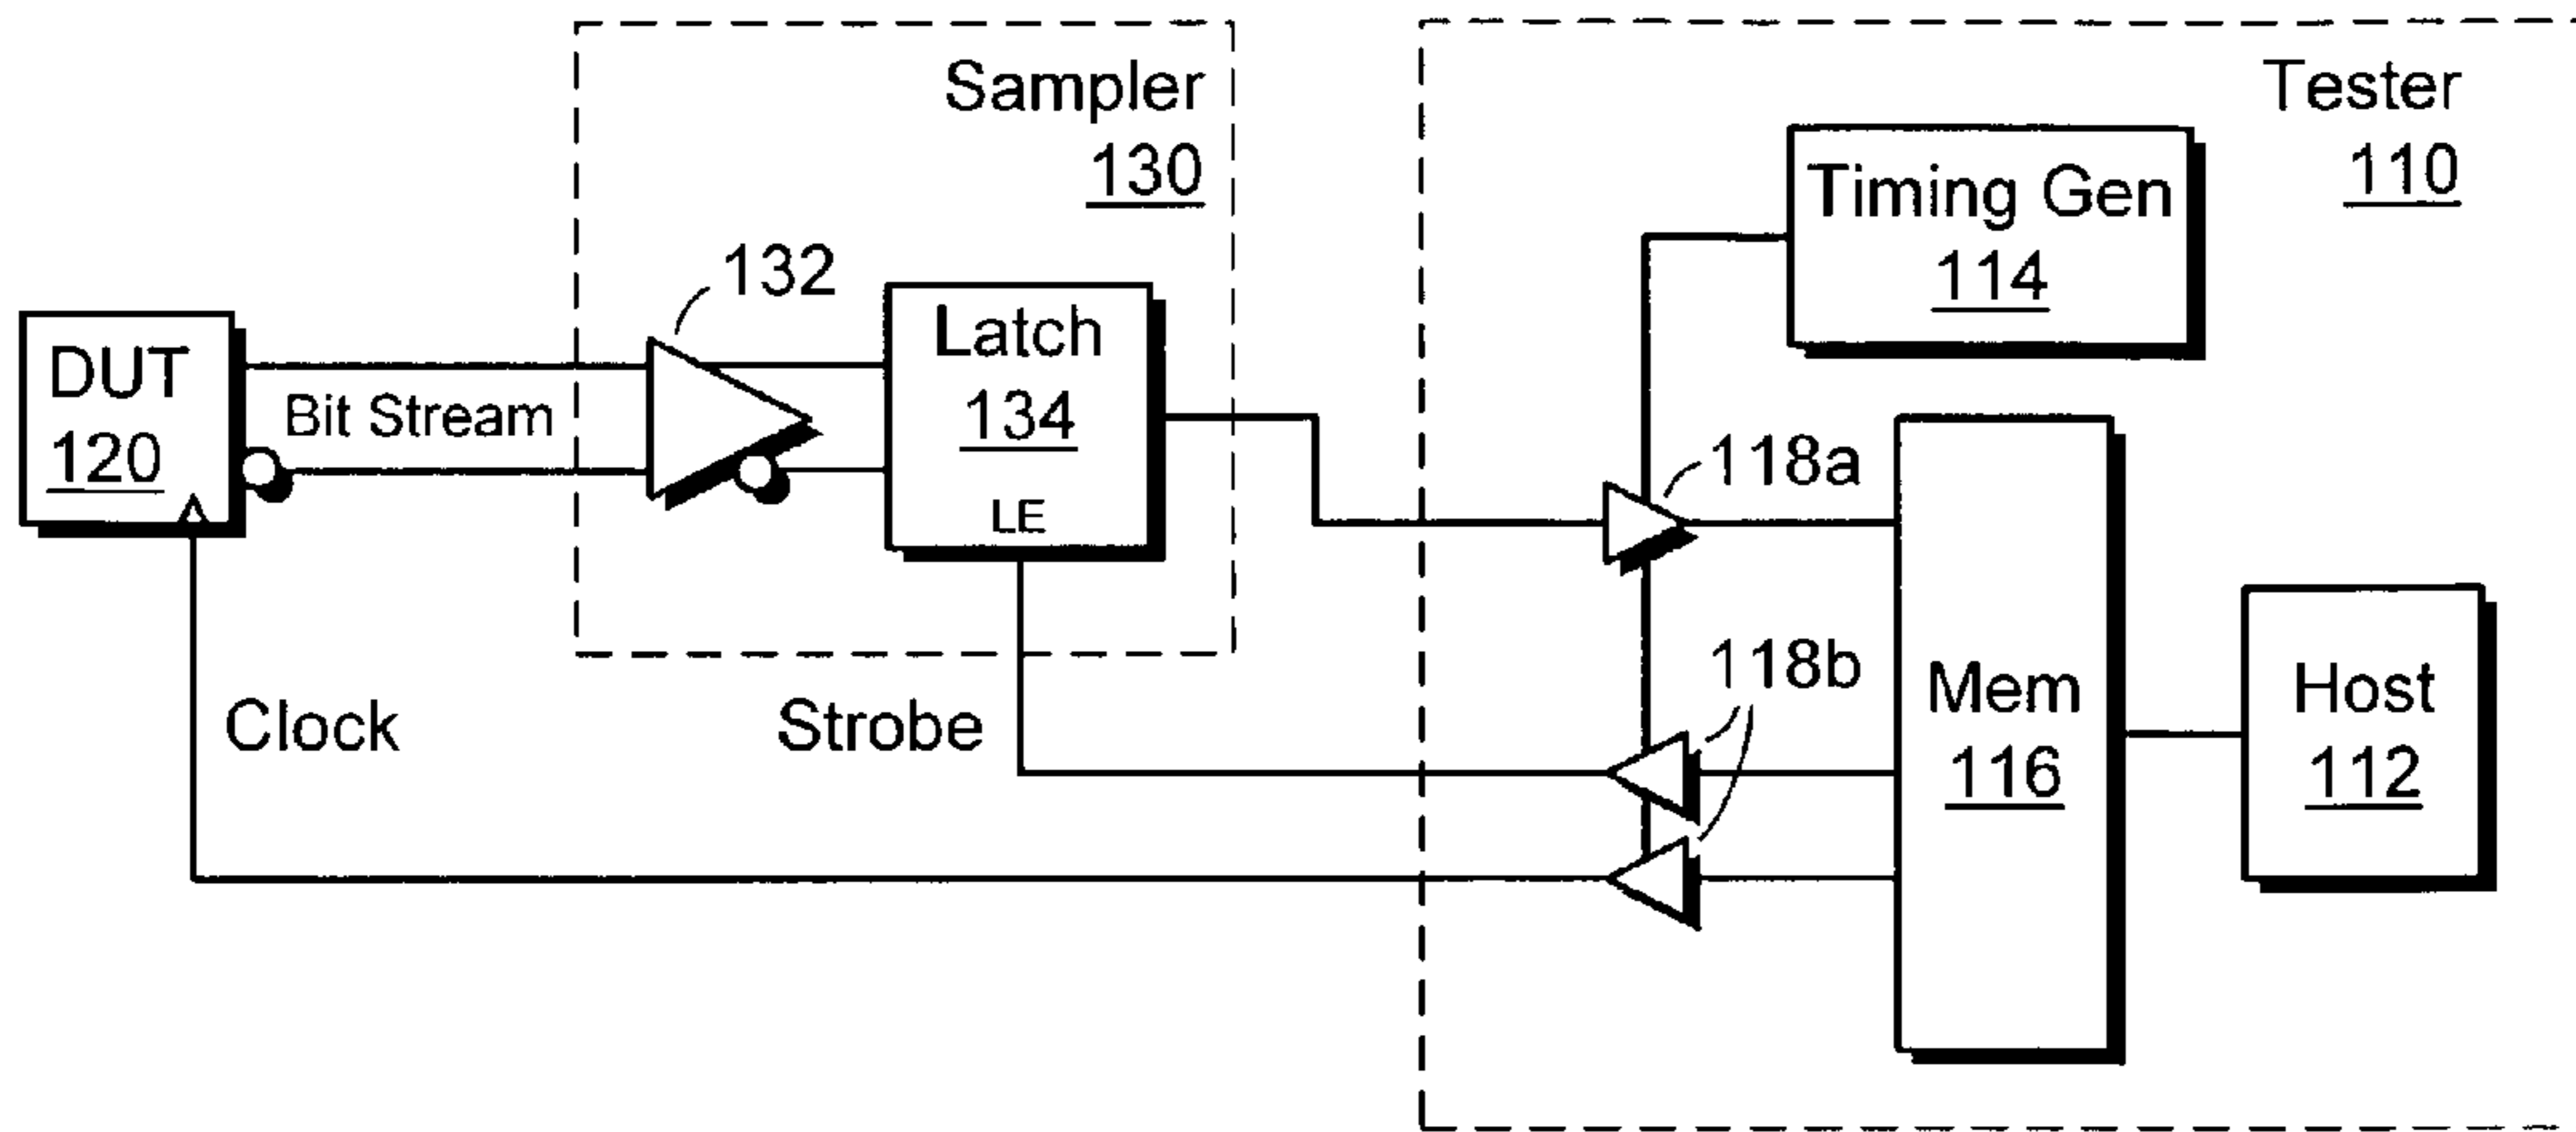 Sampler
130
Tester
110
Timing Gen
114
132
Latch
134
LE
DUT
120
Bit Stream
118a
118b
Mem
116
Host
112
Clock
Strobe